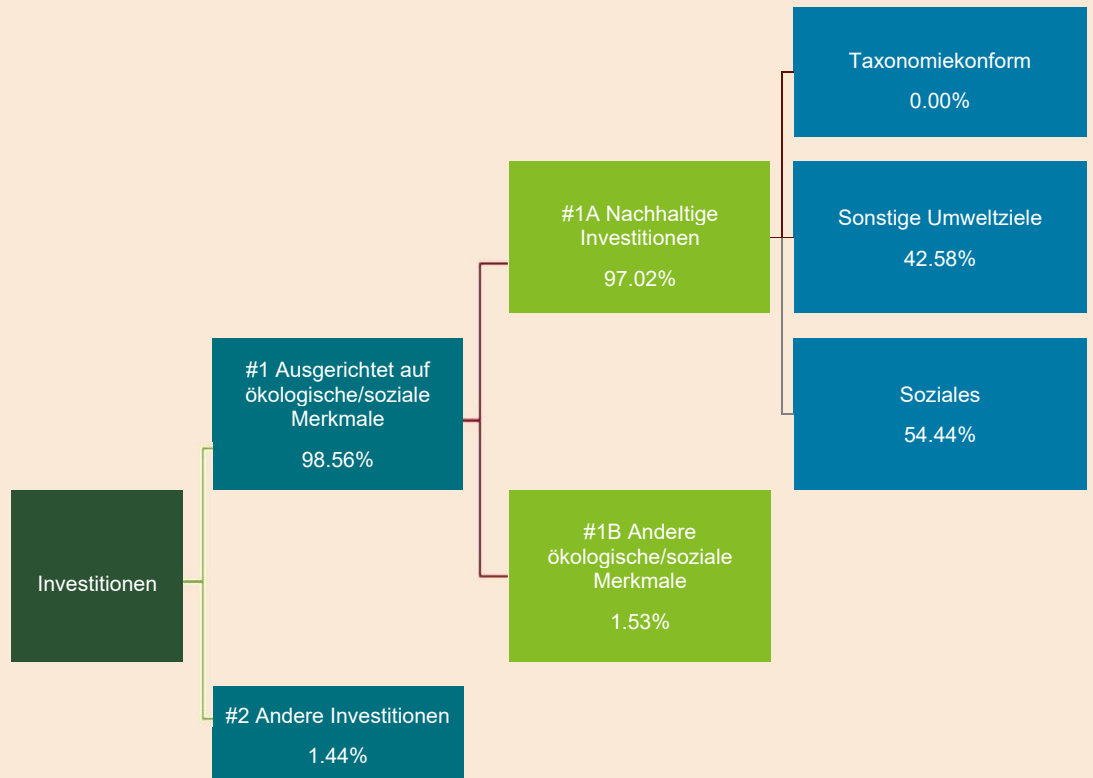 Taxonomiekonform
0.00%
#1A Nachhaltige
Investitionen
97.02%
Sonstige Umweltziele
42.58%
#1 Ausgerichtet auf
ökologische/soziale
Merkmale
98.56%
Soziales
54.44%
Investitionen
#1B Andere
ökologische/soziale
Merkmale
1.53%
#2 Andere Investitionen
1.44%